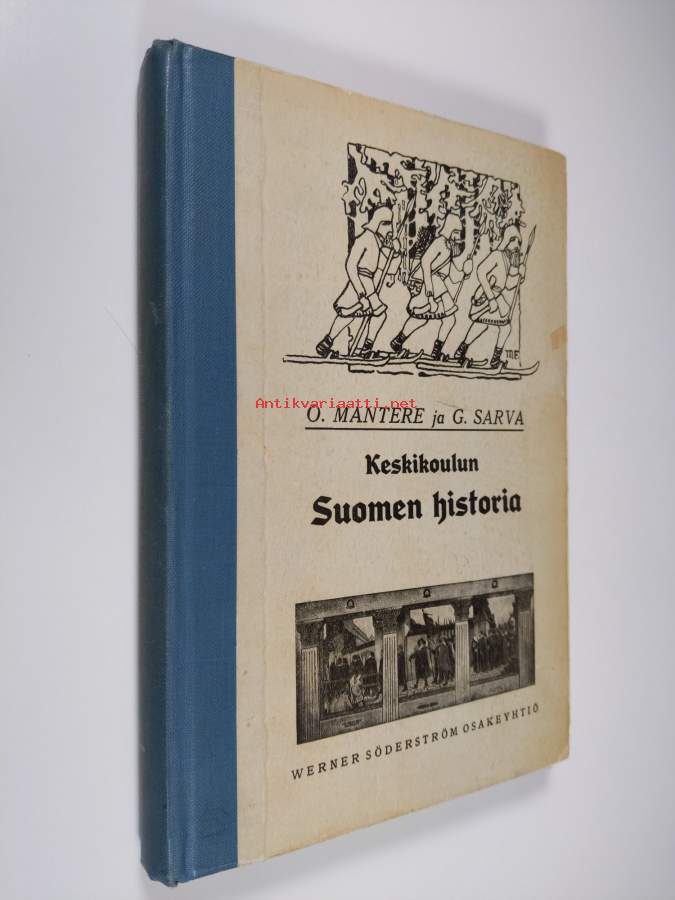 M.F.
Antikvariaatti.net
O. MANTERE ja G. SARVA
Keskikoulun
Suomen historia
WERNER SÖDERSTRÖM OSAKEYHTIÖ